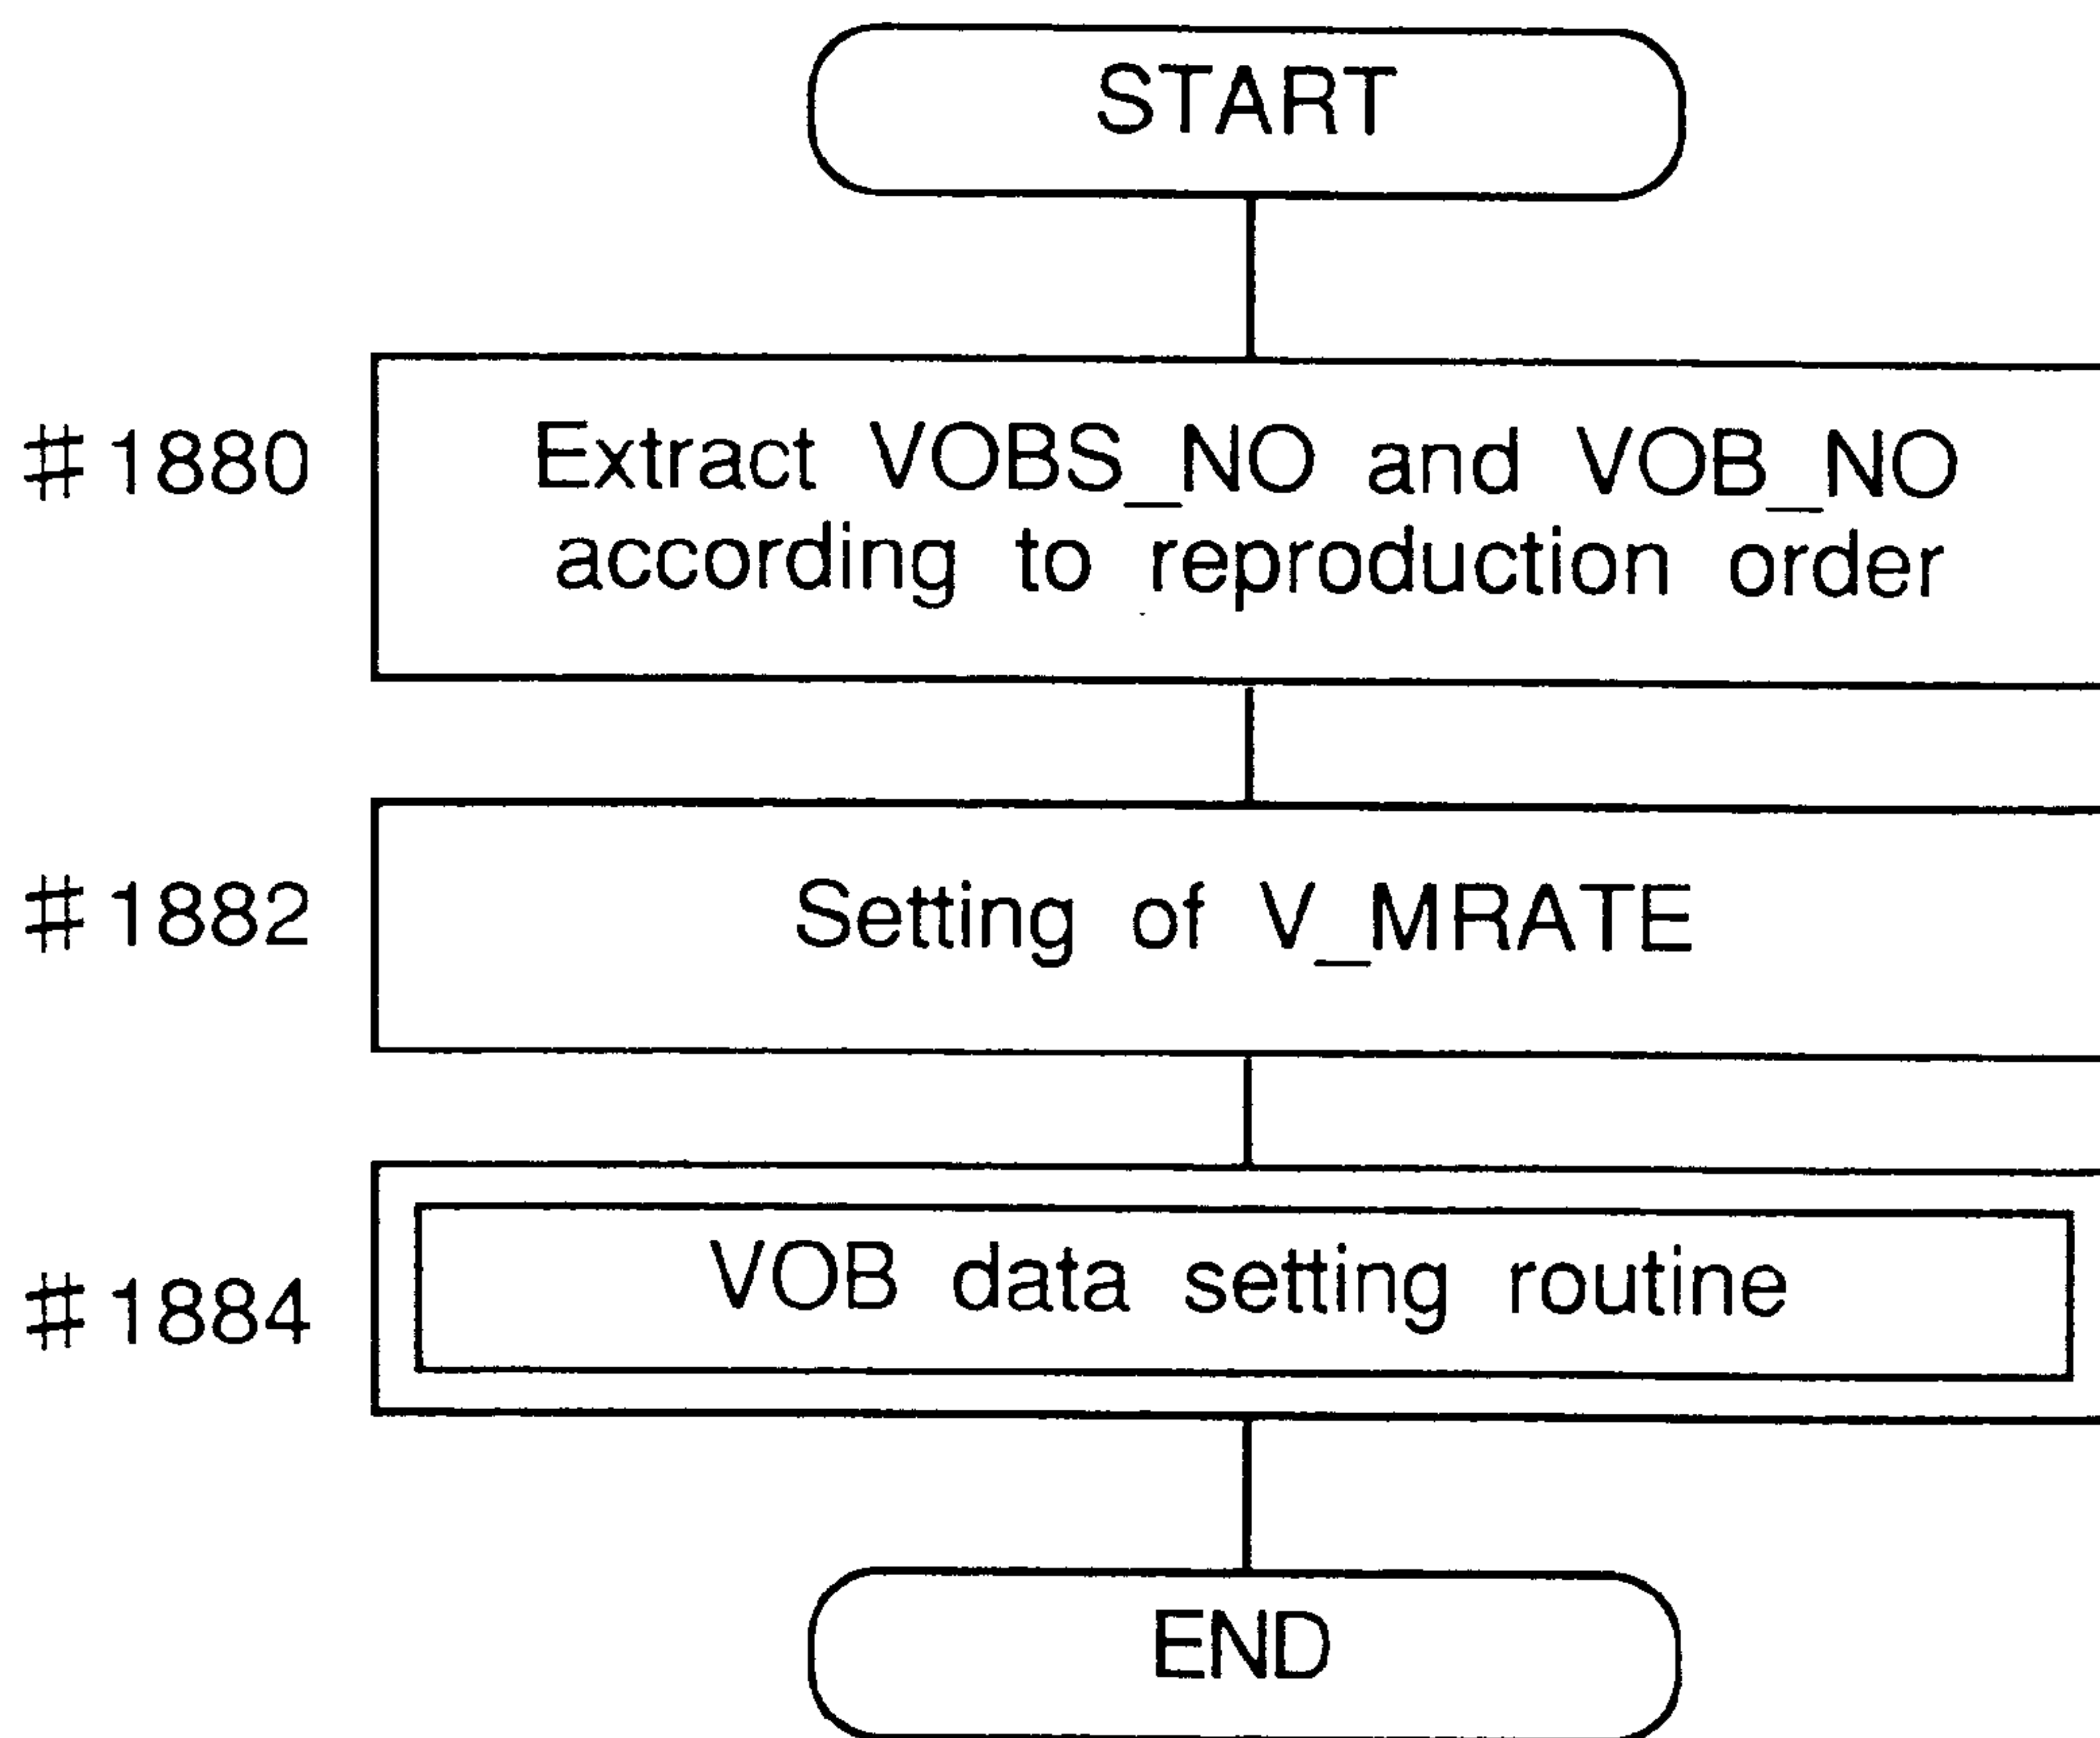 START
#1880
Extract VOBS_NO and VOB_NO
according to reproduction order
#1882
Setting of V_MRATE
#1884
VOB data setting routine
END